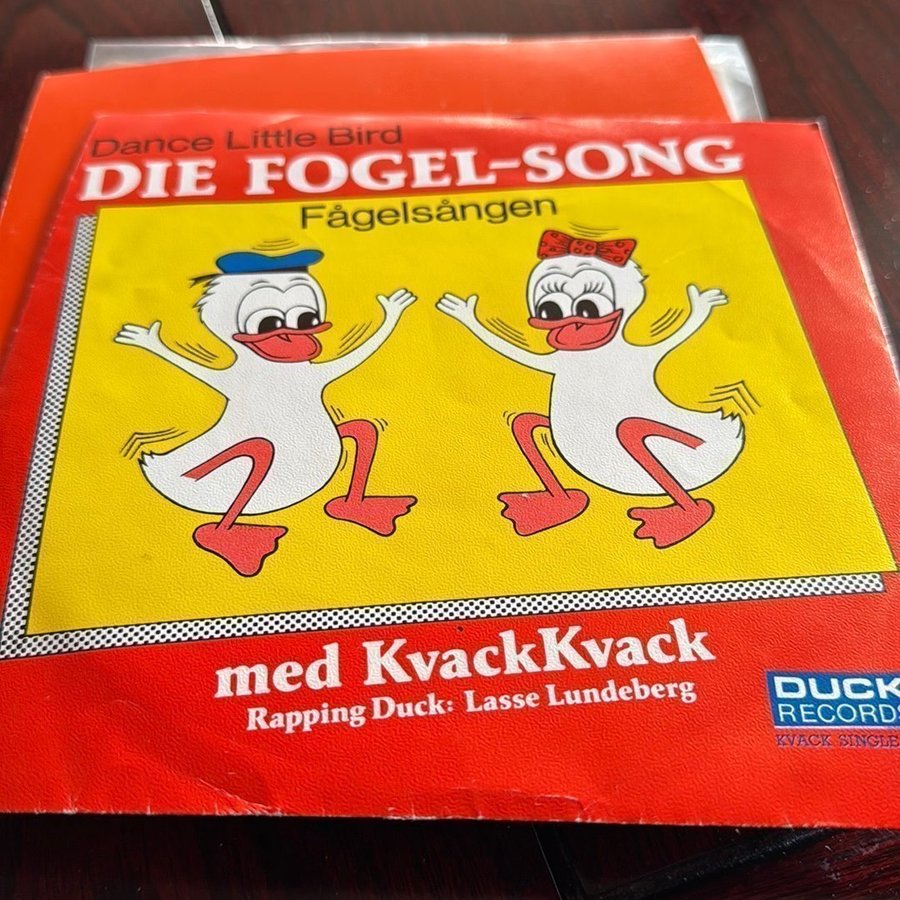 Dance Little Bird
DIE FOGEL-SONG
Fågelsången
med KvackKvack
Rapping Duck: Lasse Lundeberg
DUCK
RECORDS
KVACK SINGLE